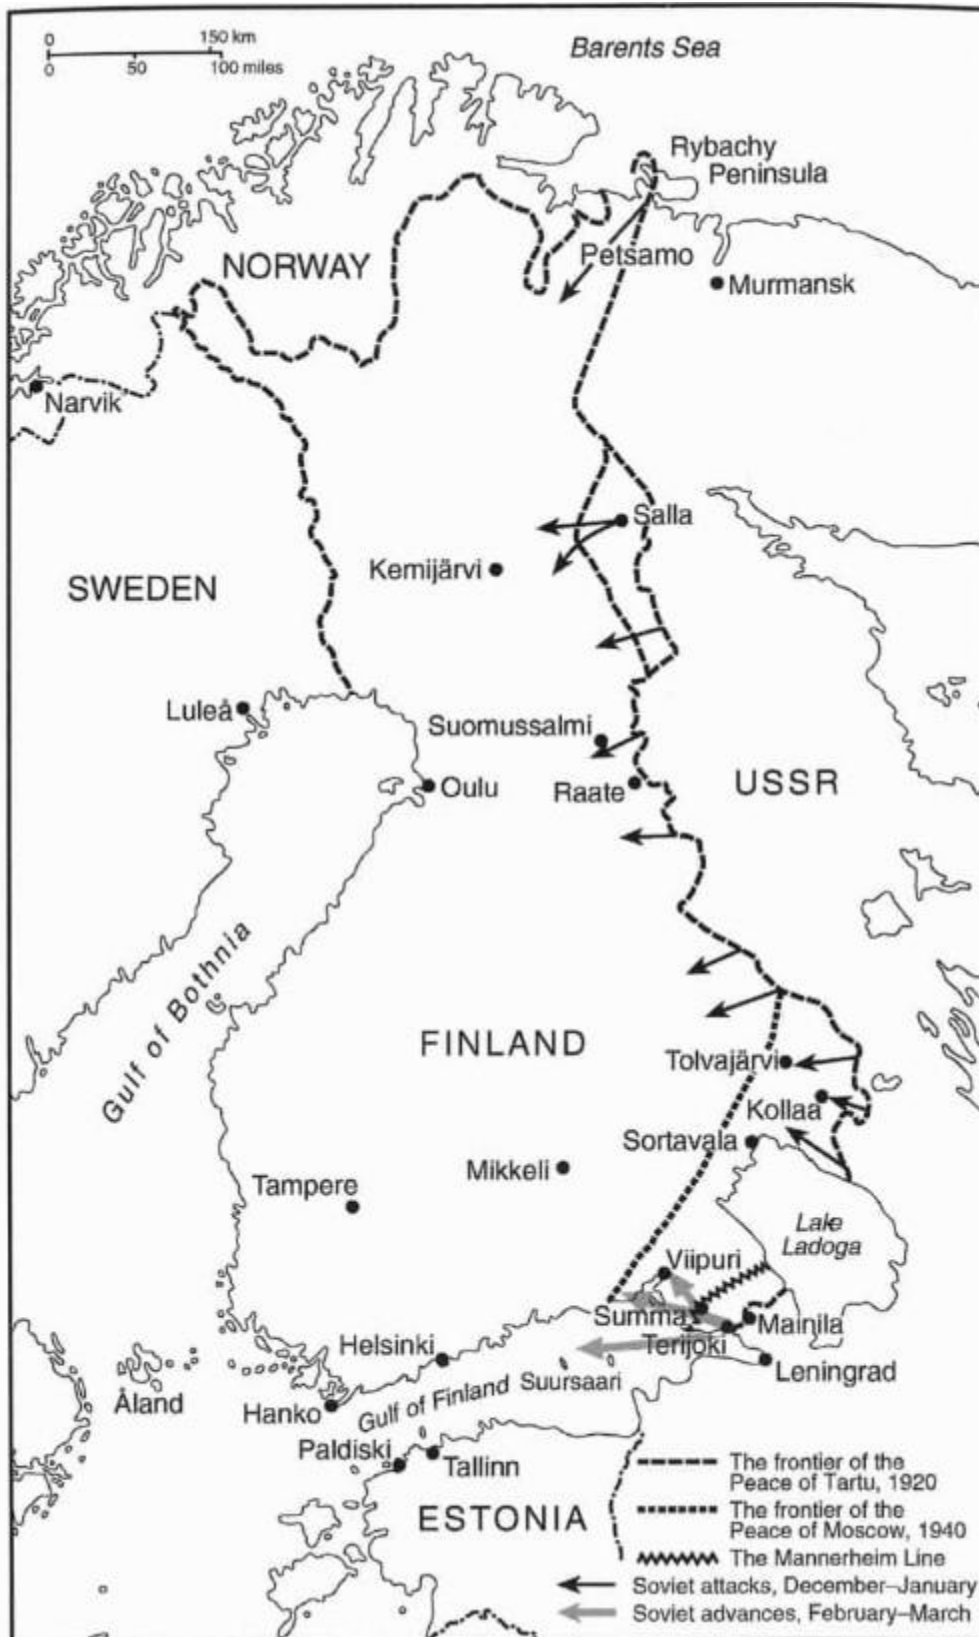 0 150 km
0 50 100 miles
Barents Sea
Rybachy
Peninsula
NORWAY
Petsamo
Murmansk
Narvik
Salla
Kemijärvi
SWEDEN
Luleå
Suomussalmi
Oulu
Raate
USSR
Gulf of Bothnia
FINLAND
Tolvajärvi
Kollaa
Sortavala
Mikkeli
Tampere
Lake
Ladoga
Viipuri
Summa
Mainila
Terijoki
Helsinki
Leningrad
Åland
Suursaari
Hanko
Gulf of Finland
Paldiski
Tallinn
ESTONIA
The frontier of the
Peace of Tartu, 1920
The frontier of the
Peace of Moscow, 1940
The Mannerheim Line
Soviet attacks, December–January
Soviet advances, February–March